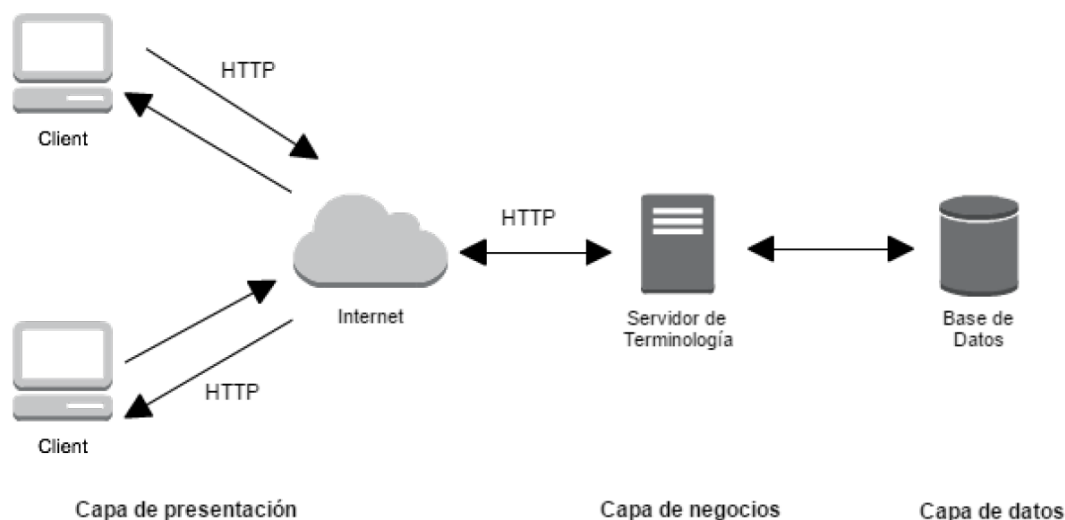 HTTP
Client
HTTP
Internet
Servidor de
Terminología
Base de
Datos
HTTP
Client
Capa de presentación
Capa de negocios
Capa de datos